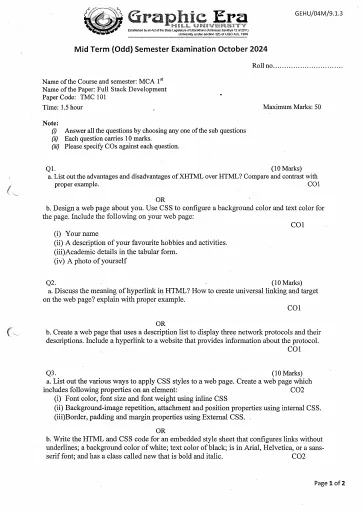 GEHU/04M/9.1.3
Graphic Era
HILL UNIVERSITY
Mid Term (Odd) Semester Examination October 2024
Roll no..............................
Name of the Course and semester: MCA 1st
Name of the Paper: Full Stack Development
Paper Code: TMC 101
Time: 1.5 hour
Maximum Marks: 50
Note:
(i) Answer all the questions by choosing any one of the sub questions
(ii) Each question carries 10 marks.
(iii) Please specify COs against each question.
Q1. (10 Marks)
a. List out the advantages and disadvantages of XHTML over HTML? Compare and contrast with
proper example. CO1
OR
b. Design a web page about you. Use CSS to configure a background color and text color for
the page. Include the following on your web page:
CO1
(i) Your name
(ii) A description of your favourite hobbies and activities.
(iii)Academic details in the tabular form.
(iv) A photo of yourself
Q2. (10 Marks)
a. Discuss the meaning of hyperlink in HTML? How to create universal linking and target
on the web page? explain with proper example.
CO1
OR
b. Create a web page that uses a description list to display three network protocols and their
descriptions. Include a hyperlink to a website that provides information about the protocol.
CO1
Q3. (10 Marks)
a. List out the various ways to apply CSS styles to a web page. Create a web page which
includes following properties on an element: CO2
(i) Font color, font size and font weight using inline CSS
(ii) Background-image repetition, attachment and position properties using internal CSS.
(iii)Border, padding and margin properties using External CSS.
OR
b. Write the HTML and CSS code for an embedded style sheet that configures links without
underlines; a background color of white; text color of black; is in Arial, Helvetica, or a sans-
serif font; and has a class called new that is bold and italic. CO2
Page 1 of 2